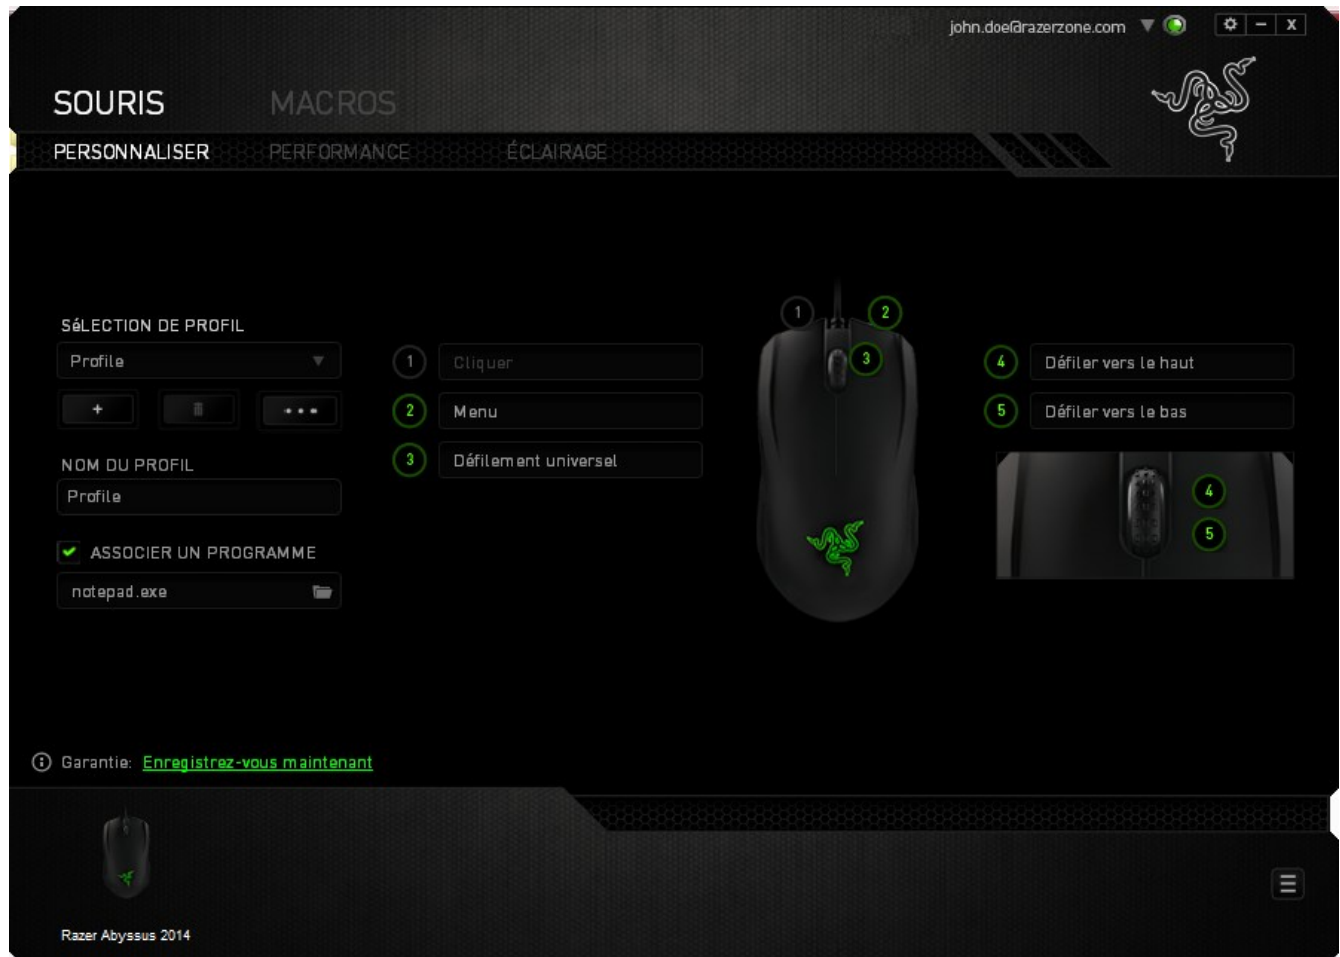 john.doe@razerzone.com
SOURIS MACROS
PERSONNALISER PERFORMANCE ÉCLAIRAGE
SéLECTION DE PROFIL
Profile
NOM DU PROFIL
Profile
ASSOCIER UN PROGRAMME
notepad.exe
1 Cliquer
2 Menu
3 Défilement universel
1
2
3
4 Défiler vers le haut
5 Défiler vers le bas
4
5
Garantie: Enregistrez-vous maintenant
Razer Abyssus 2014